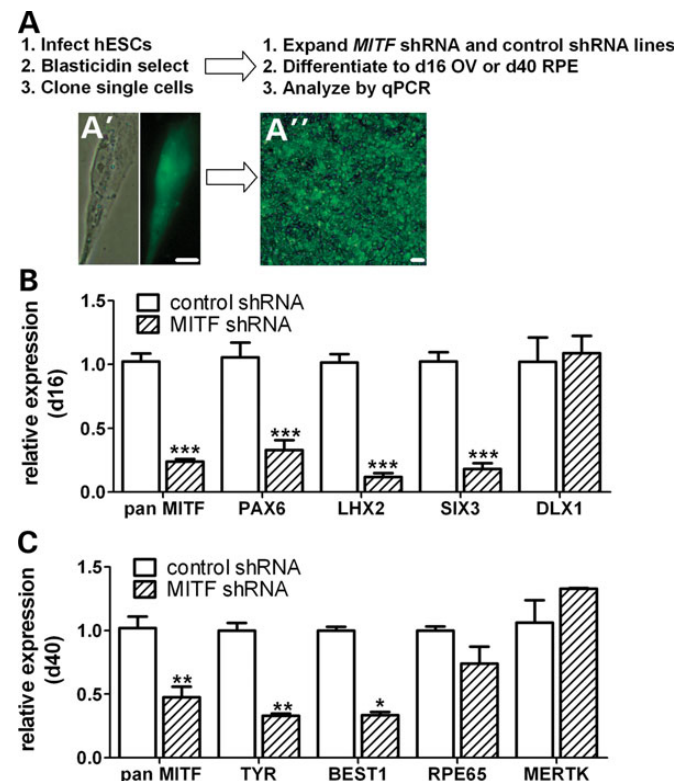 A
1. Infect hESCs
2. Blasticidin select
3. Clone single cells
1. Expand MITF shRNA and control shRNA lines
2. Differentiate to d16 OV or d40 RPE
3. Analyze by qPCR
A′
A′′
B
relative expression
(d16)
1.5
1.0
0.5
0.0
control shRNA
MITF shRNA
***
***
***
***
pan MITF
PAX6
LHX2
SIX3
DLX1
C
relative expression
(d40)
1.5
1.0
0.5
0.0
control shRNA
MITF shRNA
**
**
*
pan MITF
TYR
BEST1
RPE65
MERTK